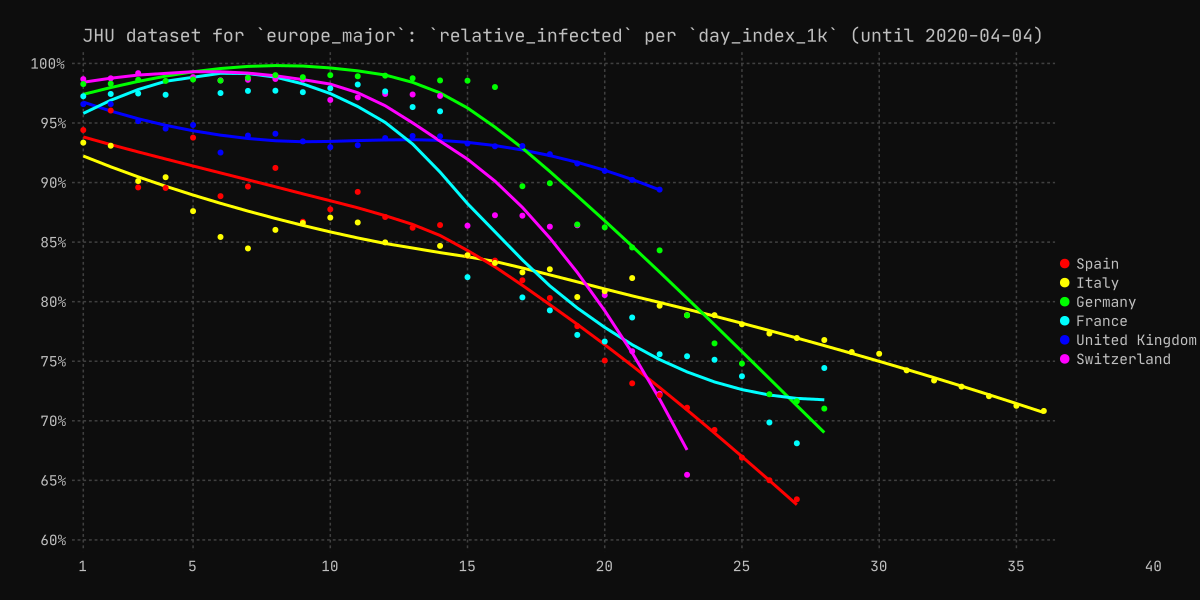 JHU dataset for `europe_major`: `relative_infected` per `day_index_1k` (until 2020-04-04)
100%
95%
90%
85%
80%
75%
70%
65%
60%
1 5 10 15 20 25 30 35 40
Spain
Italy
Germany
France
United Kingdom
Switzerland